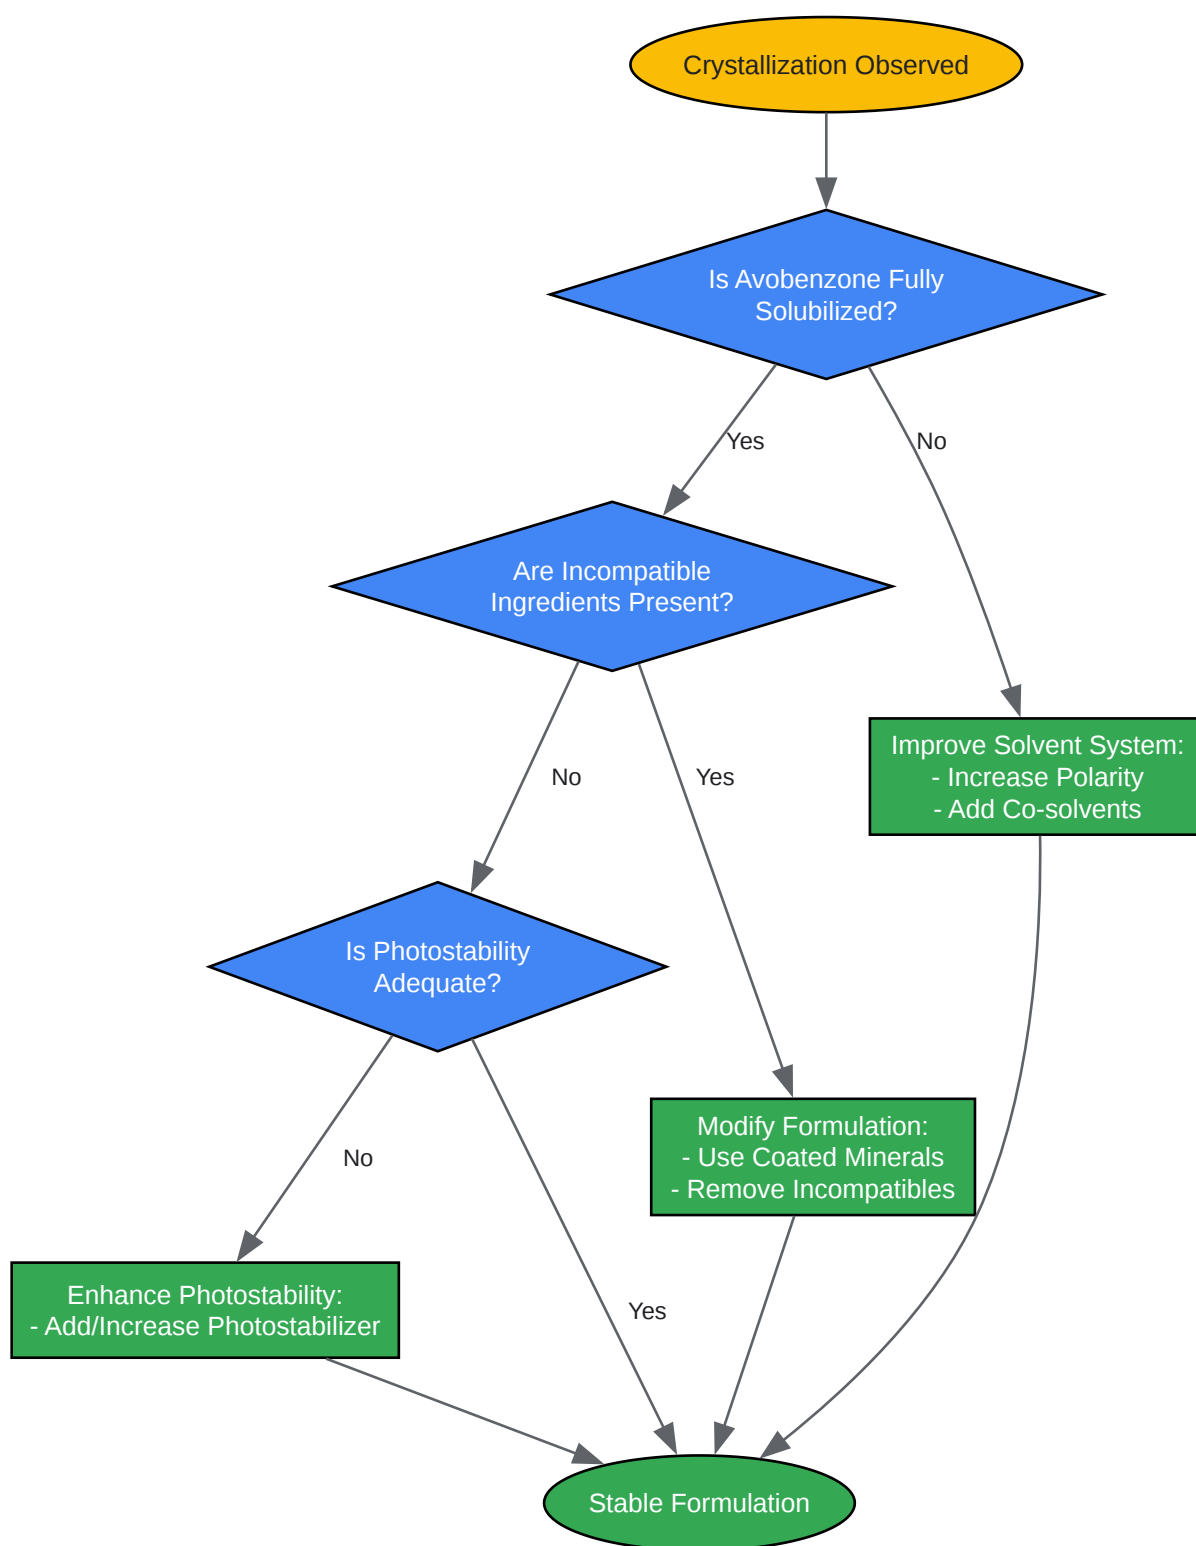 Crystallization Observed
Is Avobenzone Fully
Solubilized?
Yes
No
Are Incompatible
Ingredients Present?
Improve Solvent System:
- Increase Polarity
- Add Co-solvents
No
Yes
Is Photostability
Adequate?
Modify Formulation:
- Use Coated Minerals
- Remove Incompatibles
No
Enhance Photostability:
- Add/Increase Photostabilizer
Yes
Stable Formulation